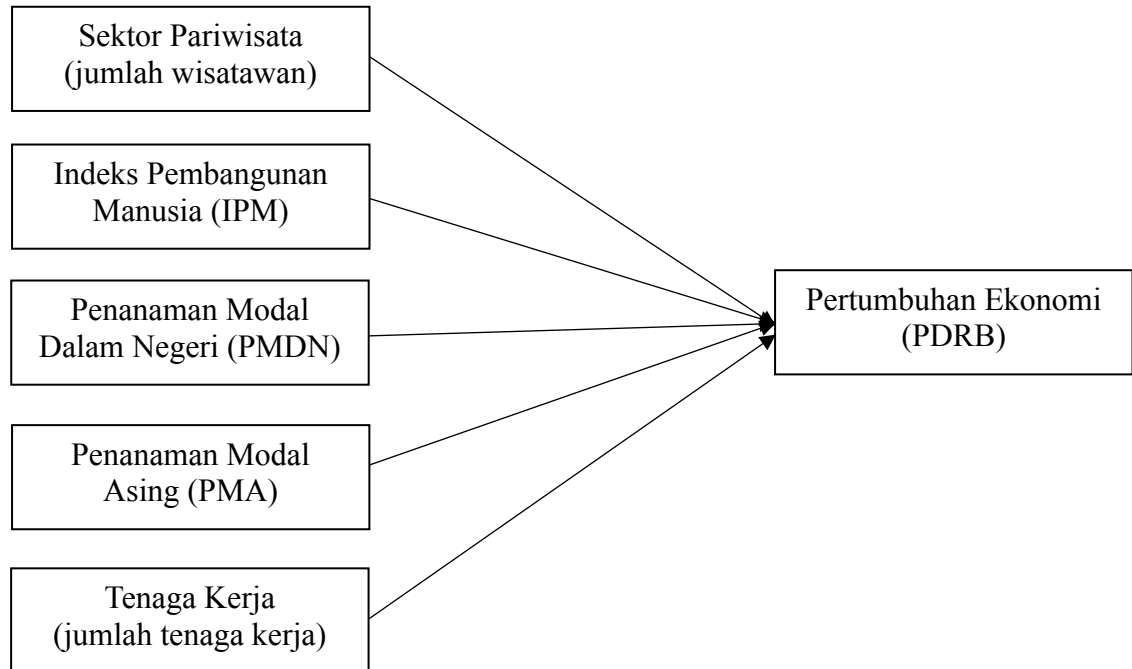 Sektor Pariwisata
(jumlah wisatawan)
Indeks Pembangunan
Manusia (IPM)
Penanaman Modal
Dalam Negeri (PMDN)
Penanaman Modal
Asing (PMA)
Tenaga Kerja
(jumlah tenaga kerja)
Pertumbuhan Ekonomi
(PDRB)